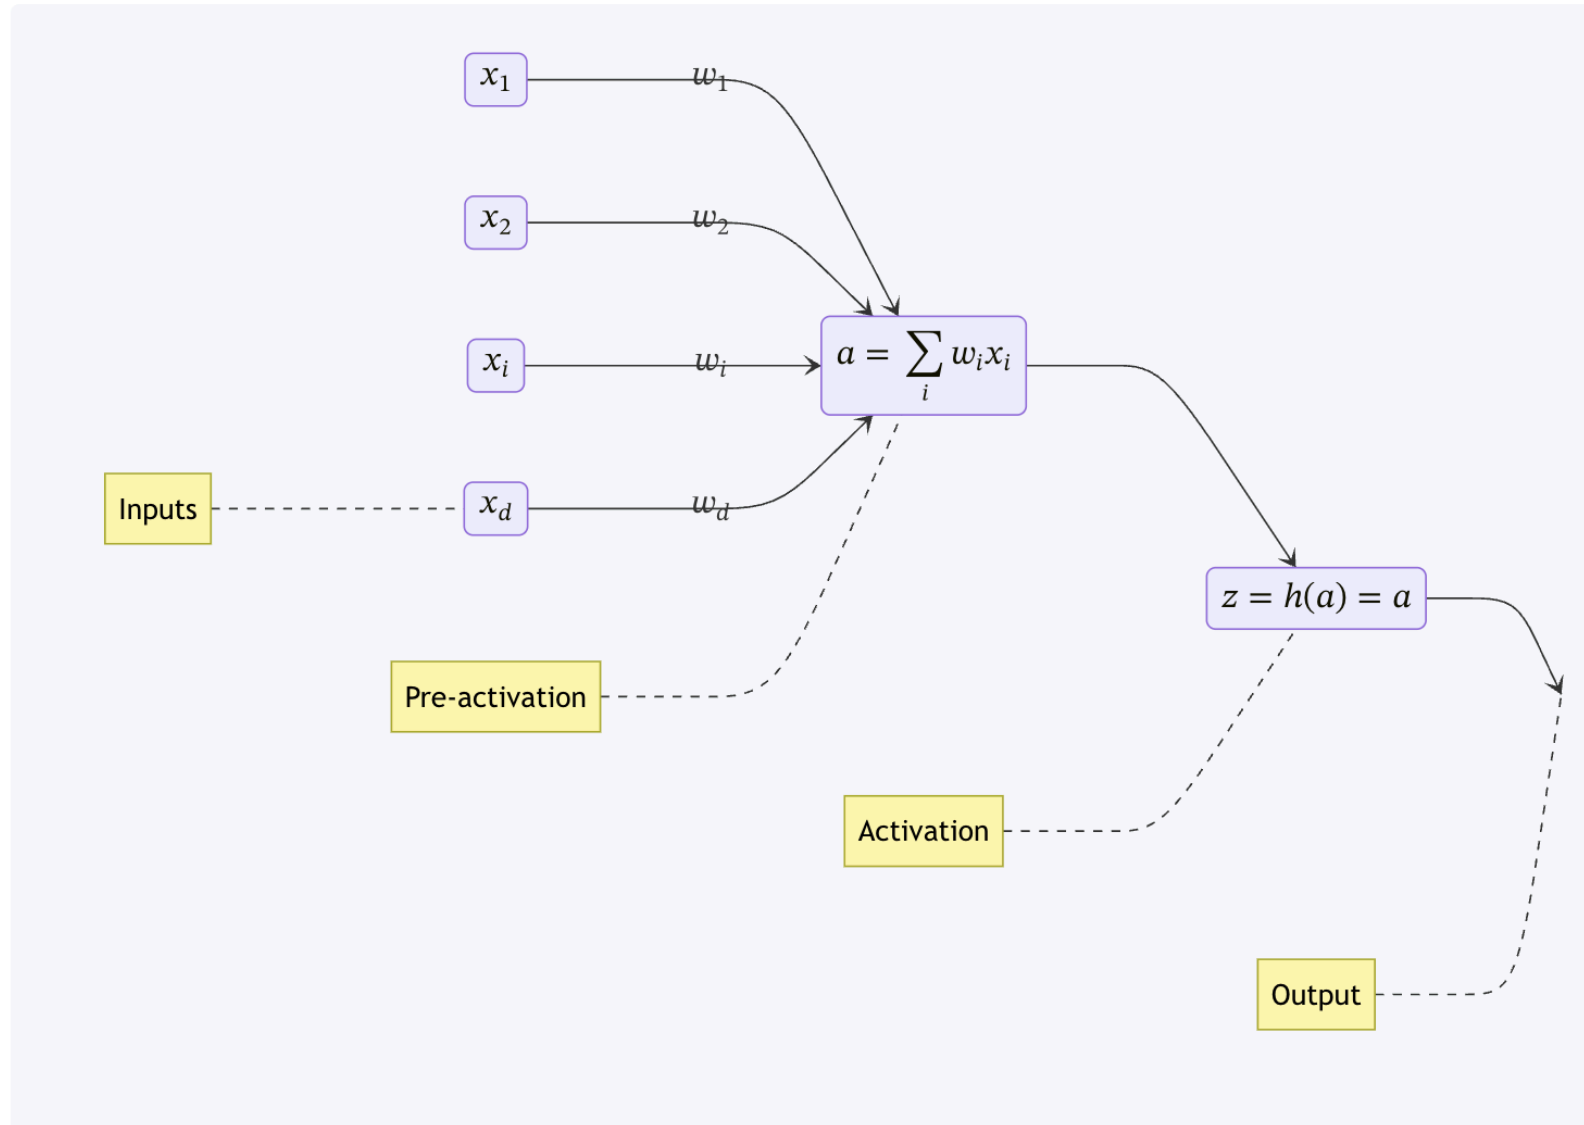 x₁
w₁
x₂
w₂
xᵢ
wᵢ
a = ∑ᵢ wᵢxᵢ
Inputs
x_d
w_d
z = h(a) = a
Pre-activation
Activation
Output